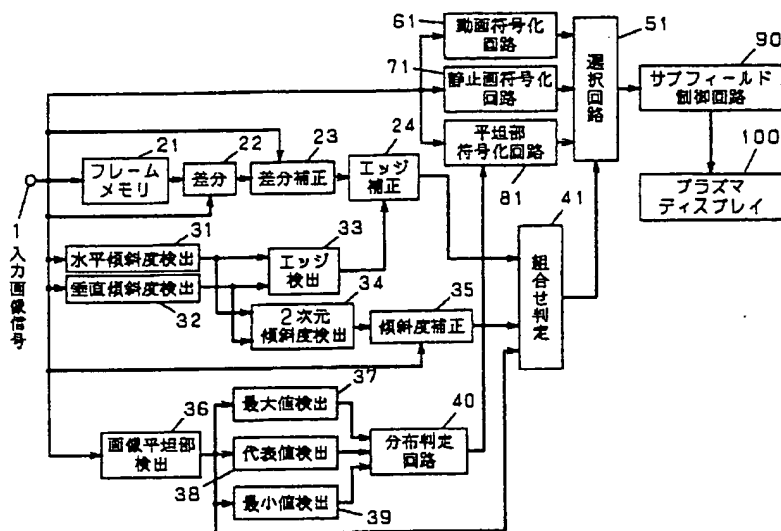 61
動画符号化
回路
51
90
71
静止画符号化
回路
選択回路
サブフィールド
制御回路
平坦部
符号化回路
81
100
プラズマ
ディスプレイ
21
フレーム
メモリ
22
差分
23
差分補正
24
エッジ
補正
1
入力画像信号
31
水平傾斜度検出
垂直傾斜度検出
32
33
エッジ
検出
34
2次元
傾斜度検出
35
傾斜度補正
41
組合せ判定
36
画像平坦部
検出
37
最大値検出
代表値検出
38
最小値検出
39
40
分布判定
回路